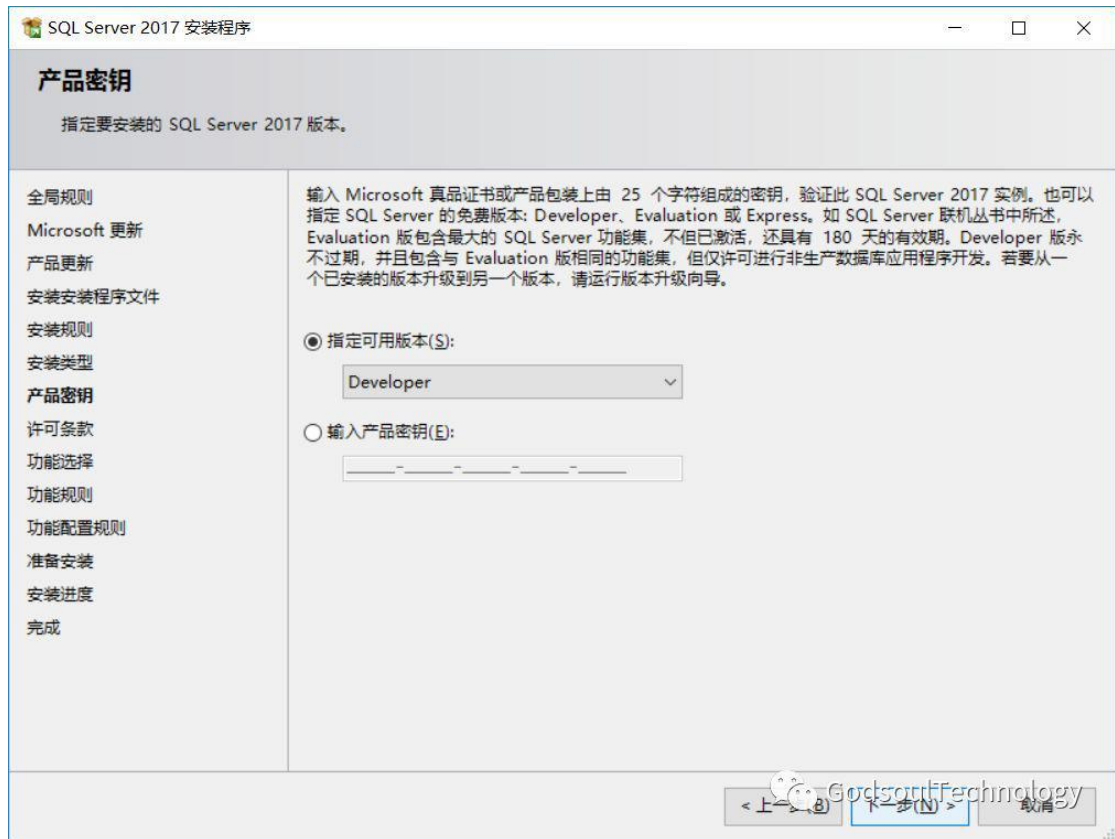 SQL Server 2017 安装程序
产品密钥
指定要安装的 SQL Server 2017 版本。
全局规则
Microsoft 更新
产品更新
安装安装程序文件
安装规则
安装类型
产品密钥
许可条款
功能选择
功能规则
功能配置规则
准备安装
安装进度
完成
输入 Microsoft 真品证书或产品包装上由 25 个字符组成的密钥，验证此 SQL Server 2017 实例。也可以
指定 SQL Server 的免费版本: Developer、Evaluation 或 Express。如 SQL Server 联机丛书中所述，
Evaluation 版包含最大的 SQL Server 功能集，不但已激活，还具有 180 天的有效期。Developer 版永
不过期，并且包含与 Evaluation 版相同的功能集，但仅许可进行非生产数据库应用程序开发。若要从一
个已安装的版本升级到另一个版本，请运行版本升级向导。
指定可用版本(S):
Developer
输入产品密钥(E):
_____-_____-_____-_____-_____
< 上一步(B)
下一步(N) >
取消
GodsoulTechnology